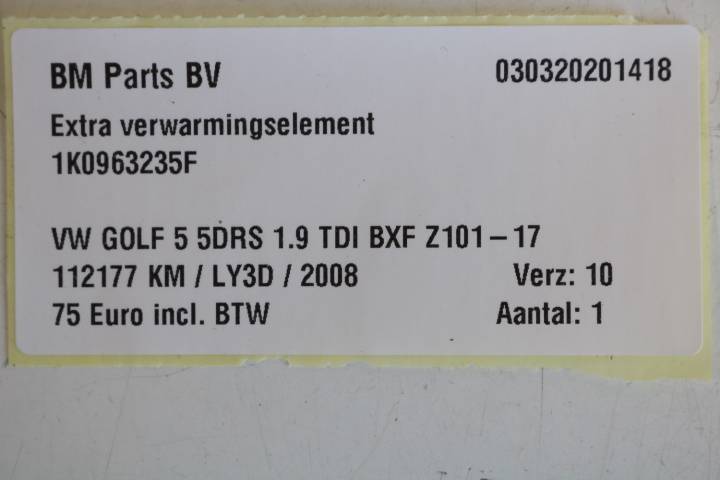 BM Parts BV 030320201418
Extra verwarmingselement
1K0963235F
VW GOLF 5 5DRS 1.9 TDI BXF Z101-17
112177 KM / LY3D / 2008 Verz: 10
75 Euro incl. BTW Aantal: 1